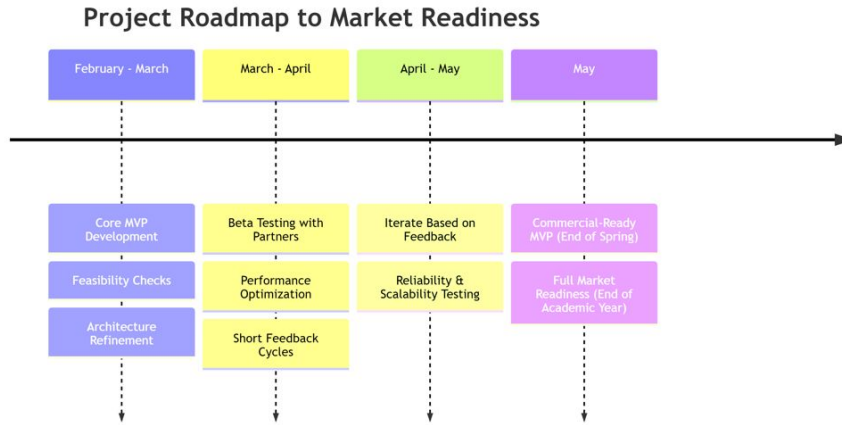 Project Roadmap to Market Readiness
February - March
March - April
April - May
May
Core MVP
Development
Feasibility Checks
Architecture
Refinement
Beta Testing with
Partners
Performance
Optimization
Short Feedback
Cycles
Iterate Based on
Feedback
Reliability &
Scalability Testing
Commercial-Ready
MVP (End of Spring)
Full Market
Readiness (End of
Academic Year)